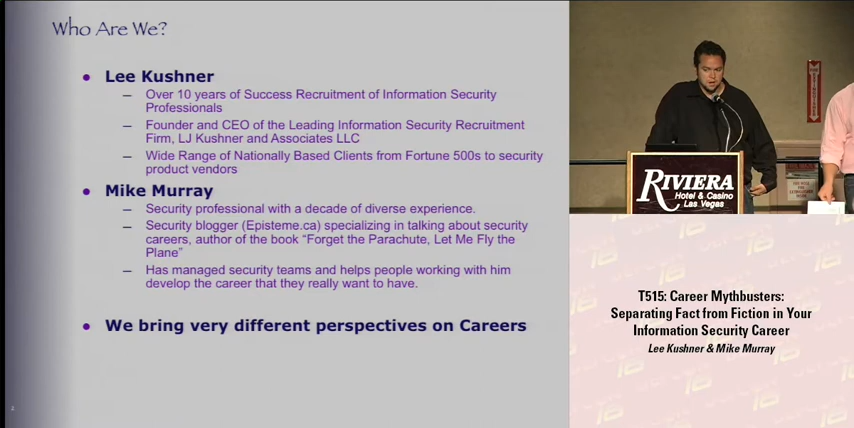 Who Are We?
• Lee Kushner
– Over 10 years of Success Recruitment of Information Security
Professionals
– Founder and CEO of the Leading Information Security Recruitment
Firm, LJ Kushner and Associates LLC
– Wide Range of Nationally Based Clients from Fortune 500s to security
product vendors
• Mike Murray
– Security professional with a decade of diverse experience.
– Security blogger (Episteme.ca) specializing in talking about security
careers, author of the book “Forget the Parachute, Let Me Fly the
Plane”
– Has managed security teams and helps people working with him
develop the career that they really want to have.
• We bring very different perspectives on Careers
2
RIVIERA
Hotel & Casino
Las Vegas
T515: Career Mythbusters:
Separating Fact from Fiction in Your
Information Security Career
Lee Kushner & Mike Murray